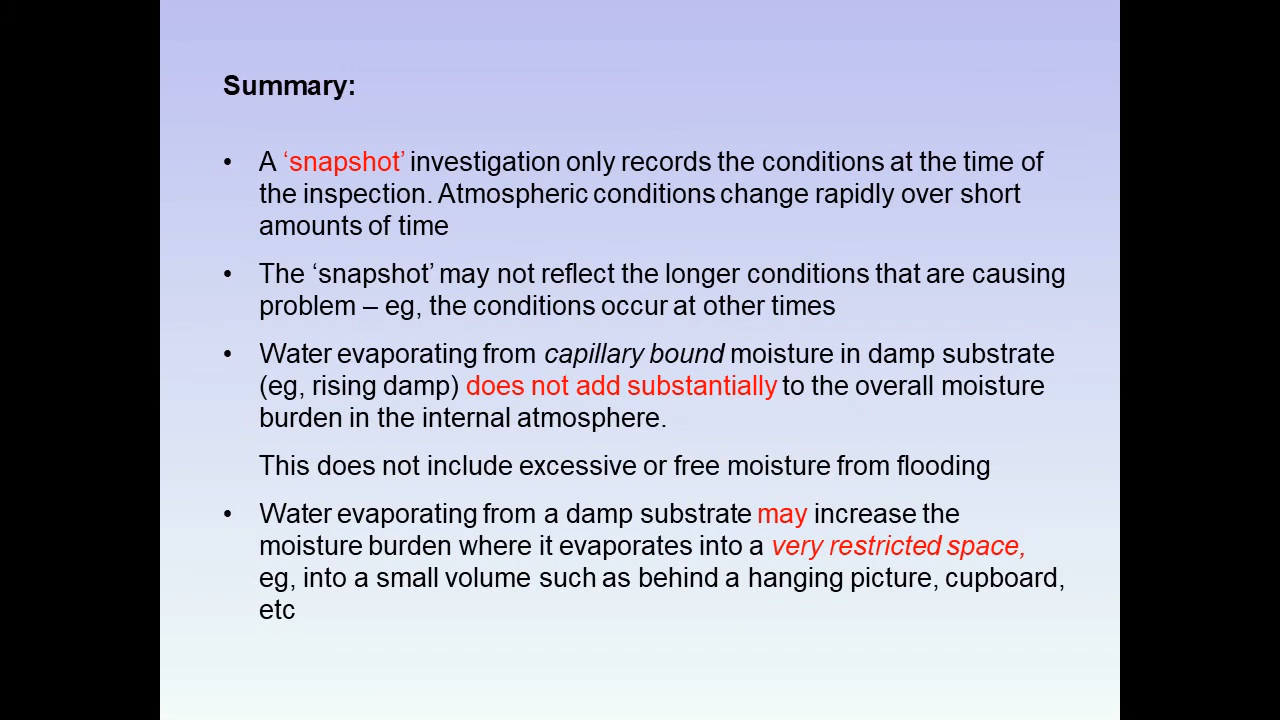 Summary:
• A ‘snapshot’ investigation only records the conditions at the time of
the inspection. Atmospheric conditions change rapidly over short
amounts of time
• The ‘snapshot’ may not reflect the longer conditions that are causing
problem – eg, the conditions occur at other times
• Water evaporating from capillary bound moisture in damp substrate
(eg, rising damp) does not add substantially to the overall moisture
burden in the internal atmosphere.
This does not include excessive or free moisture from flooding
• Water evaporating from a damp substrate may increase the
moisture burden where it evaporates into a very restricted space,
eg, into a small volume such as behind a hanging picture, cupboard,
etc